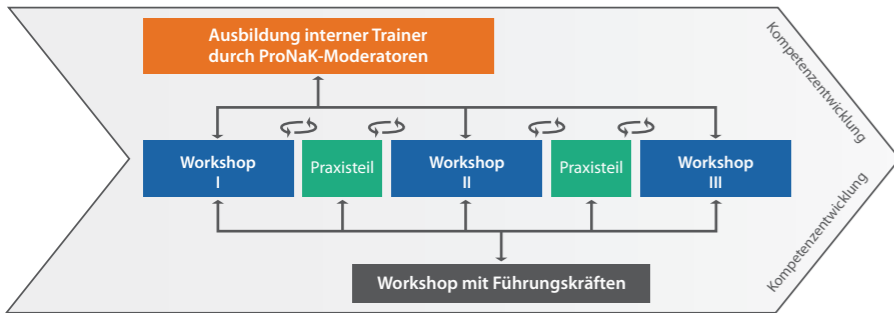 Ausbildung interner Trainer
durch ProNaK-Moderatoren
Kompetenzentwicklung
Workshop
I
Praxisteil
Workshop
II
Praxisteil
Workshop
III
Kompetenzentwicklung
Workshop mit Führungskräften